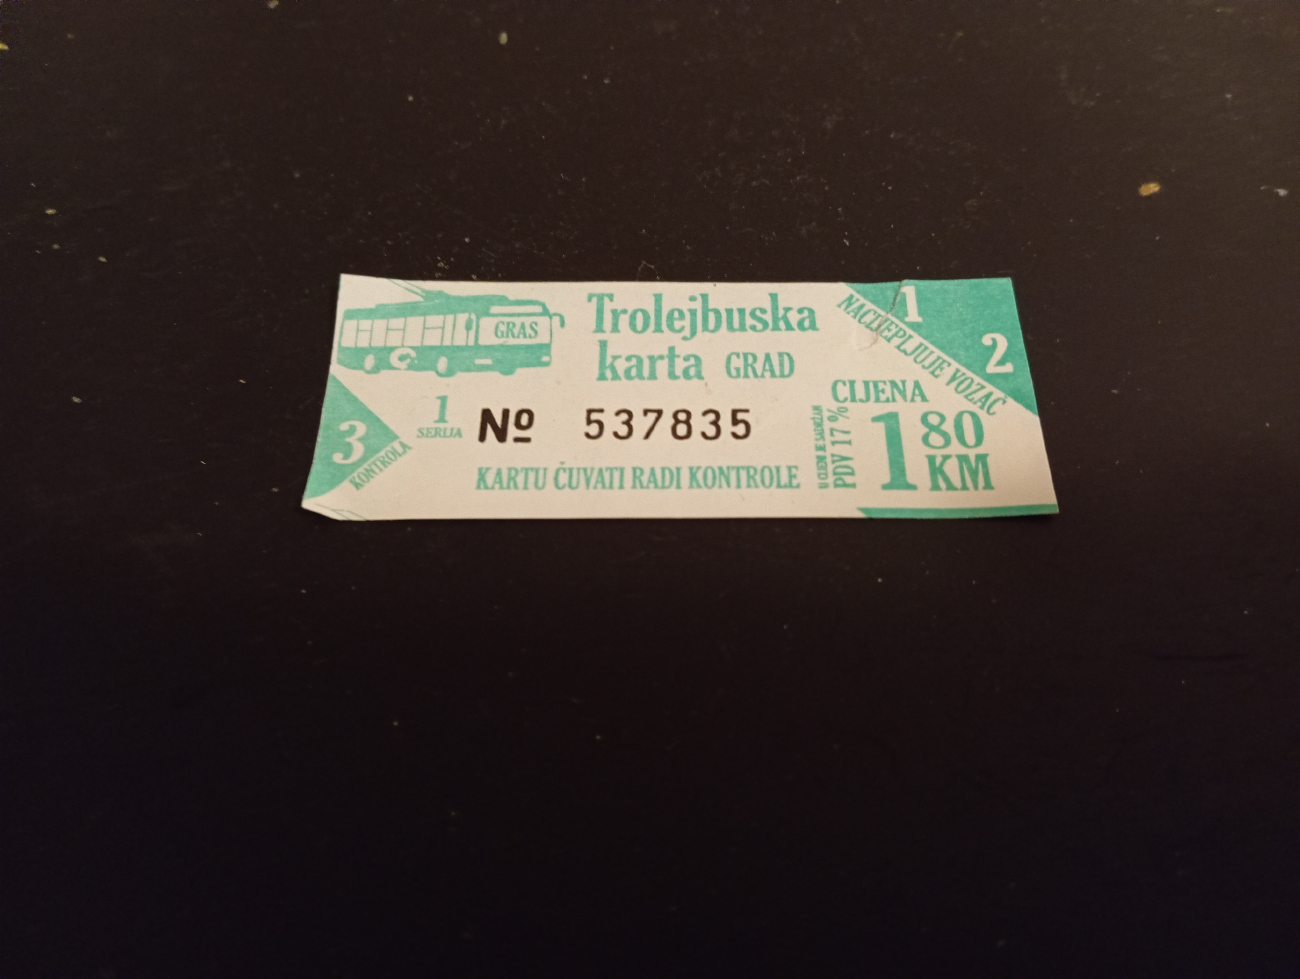 GRAS
Trolejbuska
karta GRAD
1
2
NACIJEPLJUJE VOZAČ
3
KONTROLA
1
SERIJA
Nº 537835
KARTU ČUVATI RADI KONTROLE
CIJENA
1 80
KM
U CIJENI JE SADRŽAN
PDV 17 %